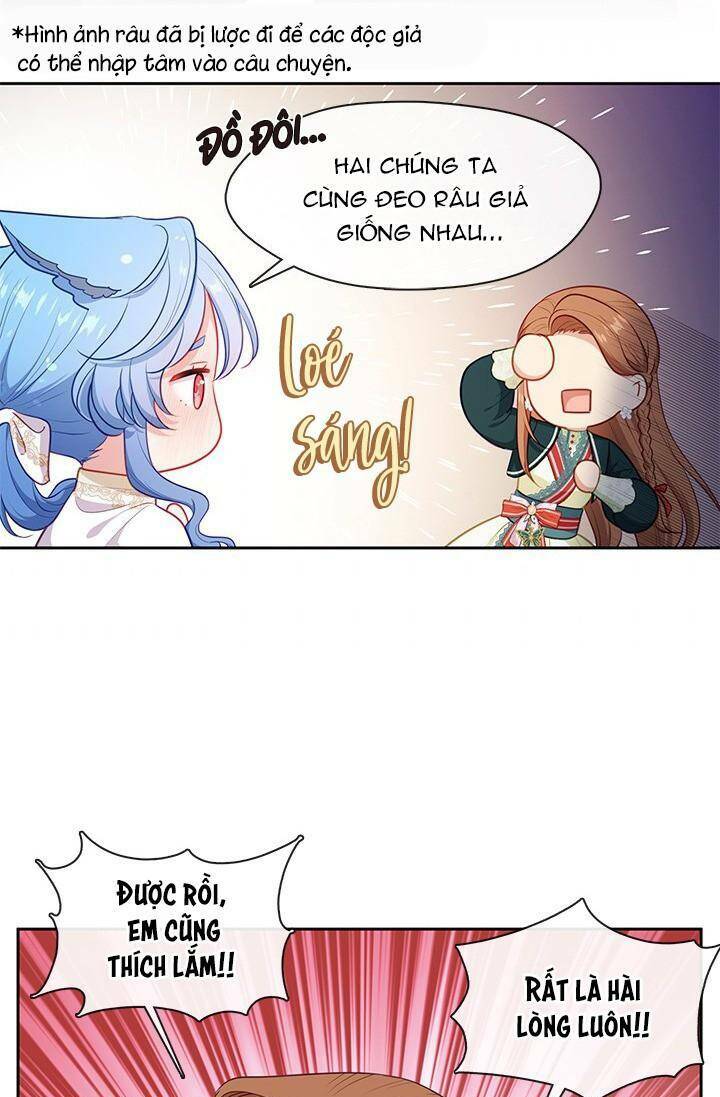 *Hình ảnh râu đã bị lược đi để các độc giả
có thể nhập tâm vào câu chuyện.
ĐỒ ĐÔI...
HAI CHÚNG TA
CÙNG ĐEO RÂU GIẢ
GIỐNG NHAU...
Loé
sáng!
ĐƯỢC RỒI,
EM CŨNG
THÍCH LẮM!!
RẤT LÀ HÀI
LÒNG LUÔN!!